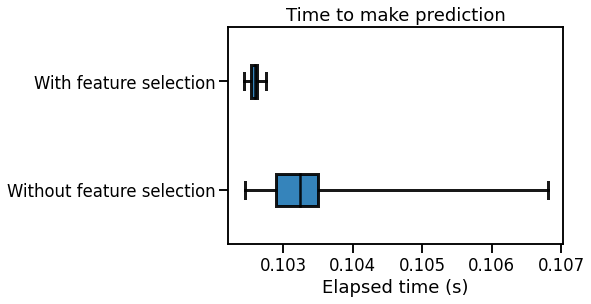 Time to make prediction
With feature selection
Without feature selection
0.103 0.104 0.105 0.106 0.107
Elapsed time (s)